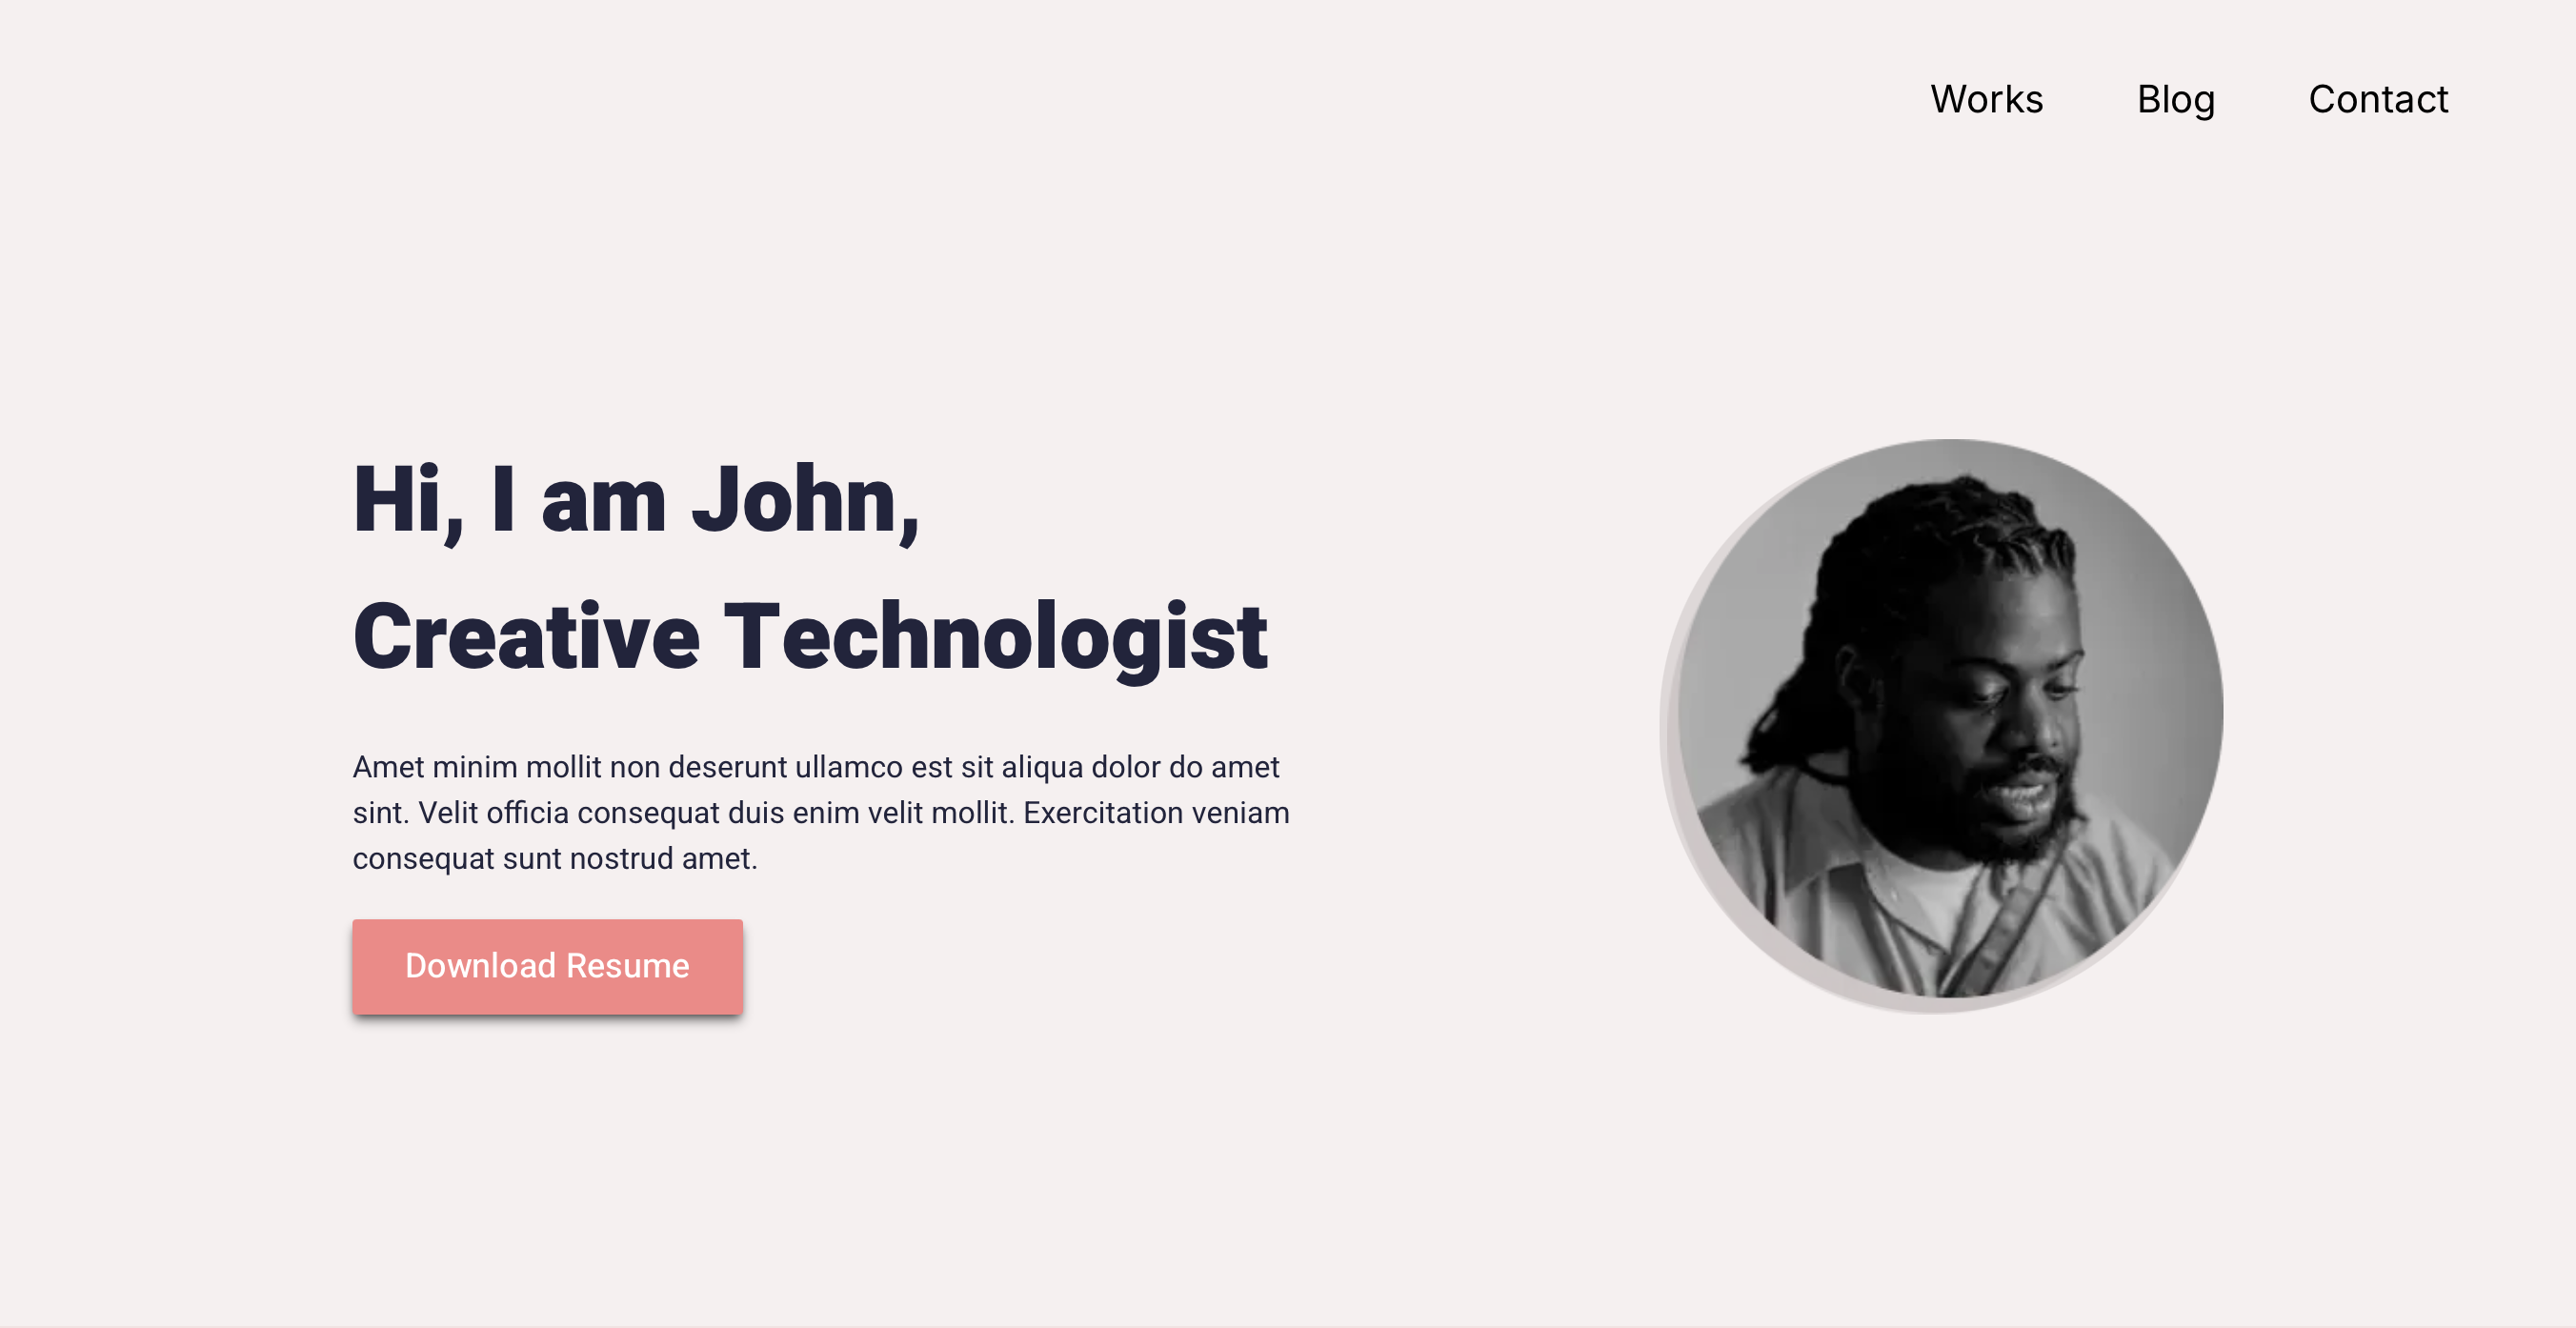 Works Blog Contact
Hi, I am John,
Creative Technologist
Amet minim mollit non deserunt ullamco est sit aliqua dolor do amet
sint. Velit officia consequat duis enim velit mollit. Exercitation veniam
consequat sunt nostrud amet.
Download Resume